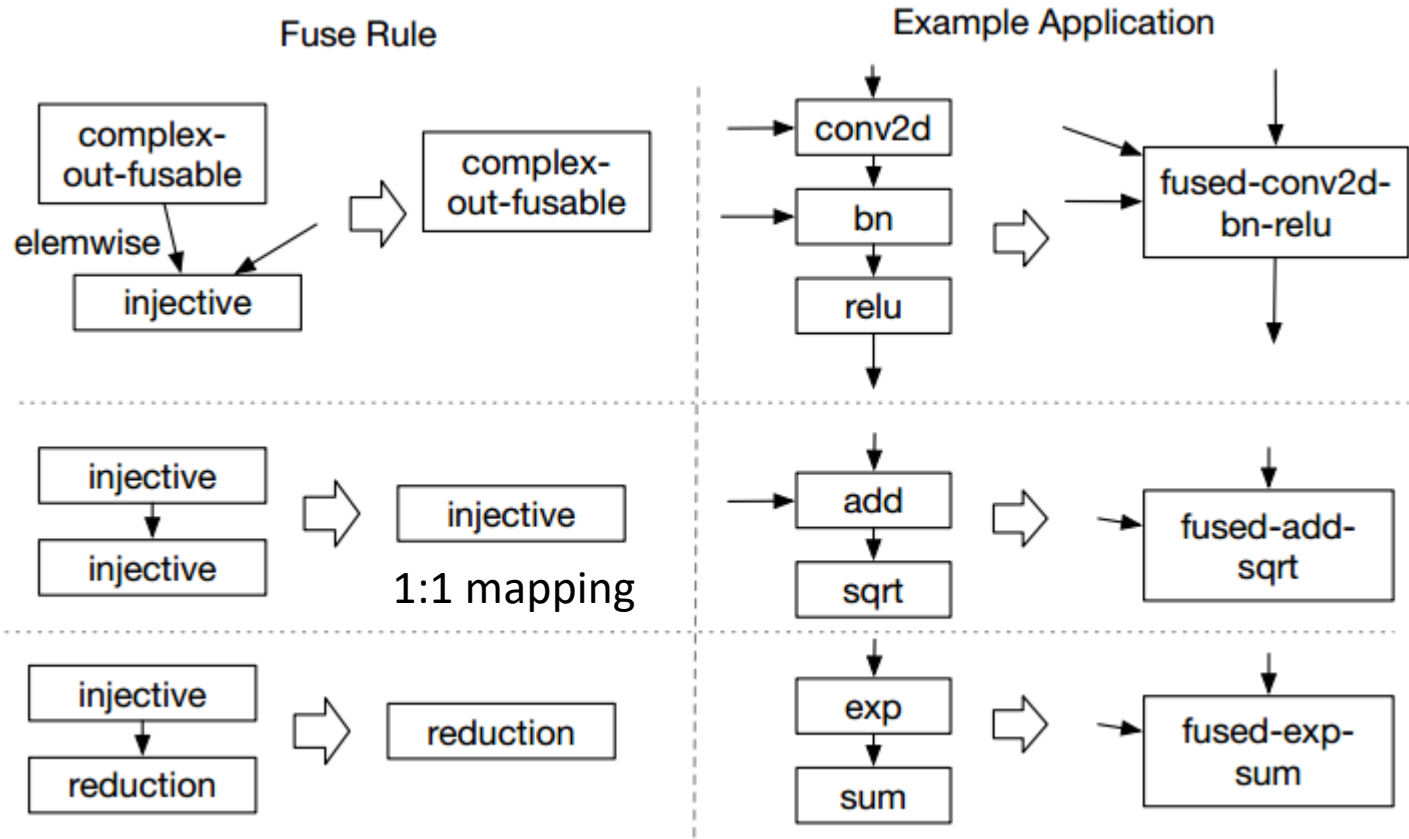 Fuse Rule
Example Application
complex-
out-fusable
elemwise
injective
complex-
out-fusable
conv2d
bn
relu
fused-conv2d-
bn-relu
injective
injective
injective
1:1 mapping
add
sqrt
fused-add-
sqrt
injective
reduction
reduction
exp
sum
fused-exp-
sum